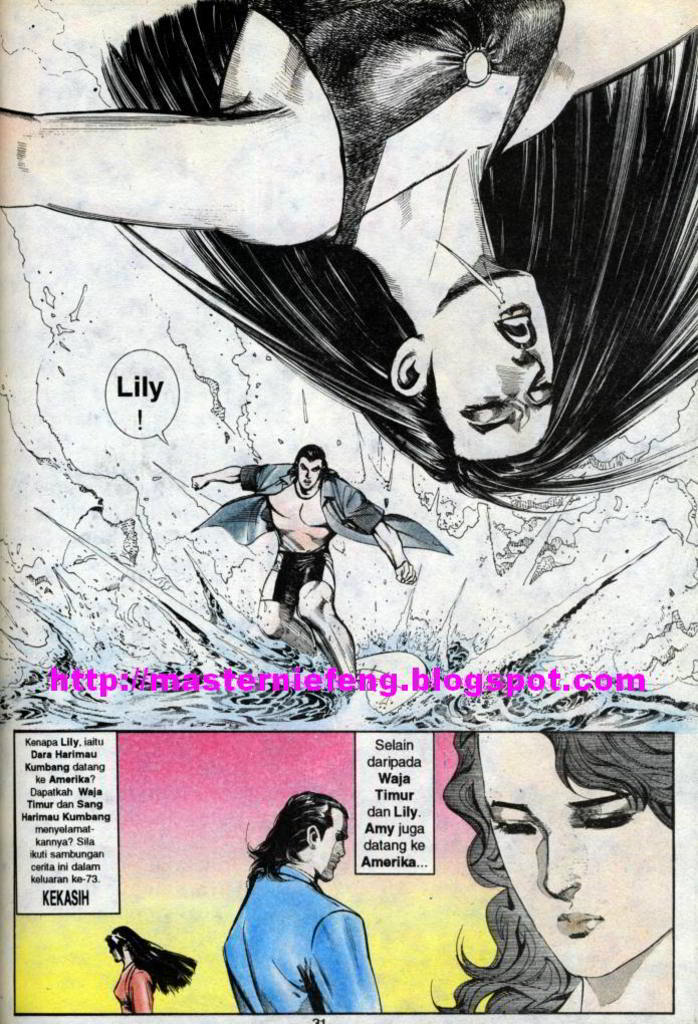 Lily
!
http://masterniefeng.blogspot.com
Kenapa Lily, iaitu
Dara Harimau
Kumbang datang
ke Amerika?
Dapatkah Waja
Timur dan Sang
Harimau Kumbang
menyelamat-
kannya? Sila
ikuti sambungan
cerita ini dalam
keluaran ke-73.
KEKASIH
Selain
daripada
Waja
Timur
dan Lily.
Amy juga
datang ke
Amerika...
31